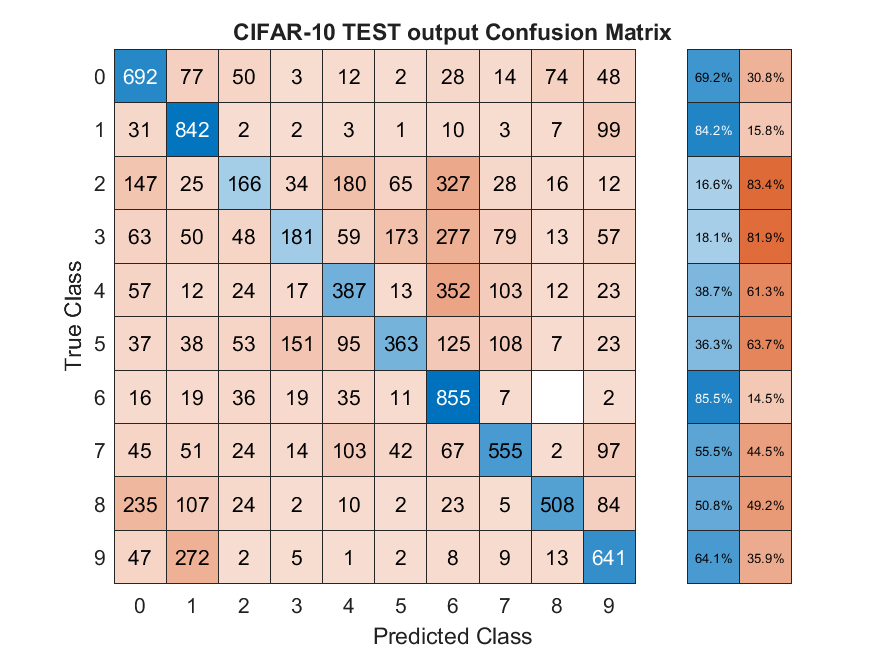 CIFAR-10 TEST output Confusion Matrix
0 692 77 50 3 12 2 28 14 74 48 69.2% 30.8%
1 31 842 2 2 3 1 10 3 7 99 84.2% 15.8%
2 147 25 166 34 180 65 327 28 16 12 16.6% 83.4%
3 63 50 48 181 59 173 277 79 13 57 18.1% 81.9%
4 57 12 24 17 387 13 352 103 12 23 38.7% 61.3%
5 37 38 53 151 95 363 125 108 7 23 36.3% 63.7%
6 16 19 36 19 35 11 855 7 2 85.5% 14.5%
7 45 51 24 14 103 42 67 555 2 97 55.5% 44.5%
8 235 107 24 2 10 2 23 5 508 84 50.8% 49.2%
9 47 272 2 5 1 2 8 9 13 641 64.1% 35.9%
0 1 2 3 4 5 6 7 8 9
Predicted Class
True Class